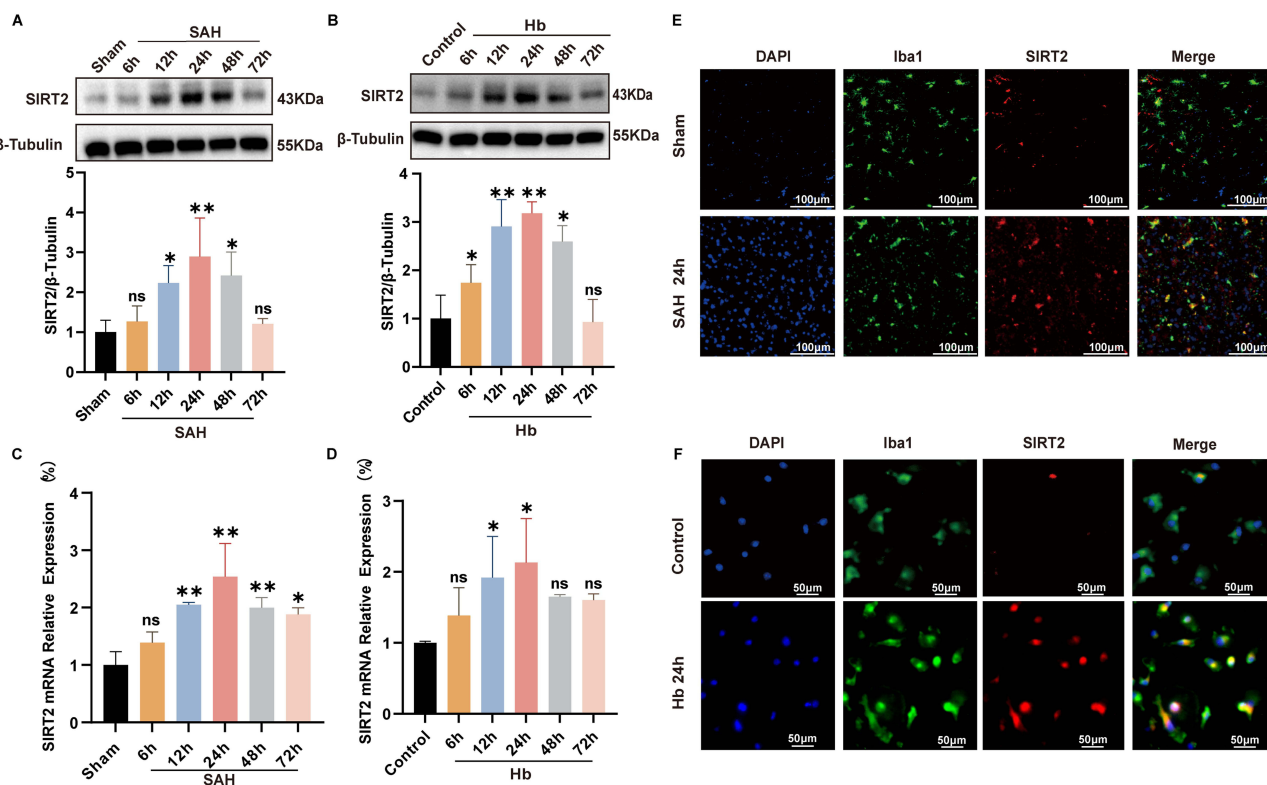 A
SAH
Sham
6h
12h
24h
48h
72h
SIRT2
43KDa
β-Tubulin
55KDa
SIRT2/β-Tubulin
5
4
3
2
1
0
ns
*
**
*
ns
Sham
6h
12h
24h
48h
72h
SAH
B
Hb
Control
6h
12h
24h
48h
72h
SIRT2
43KDa
β-Tubulin
55KDa
SIRT2/β-Tubulin
4
3
2
1
0
*
**
**
*
ns
Control
6h
12h
24h
48h
72h
Hb
C
SIRT2 mRNA Relative Expression (%)
4
3
2
1
0
ns
**
**
**
*
Sham
6h
12h
24h
48h
72h
SAH
D
SIRT2 mRNA Relative Expression (%)
3
2
1
0
ns
*
*
ns
ns
Control
6h
12h
24h
48h
72h
Hb
E
DAPI
Iba1
SIRT2
Merge
Sham
100μm
100μm
100μm
100μm
SAH 24h
100μm
100μm
100μm
100μm
F
DAPI
Iba1
SIRT2
Merge
Control
50μm
50μm
50μm
50μm
Hb 24h
50μm
50μm
50μm
50μm